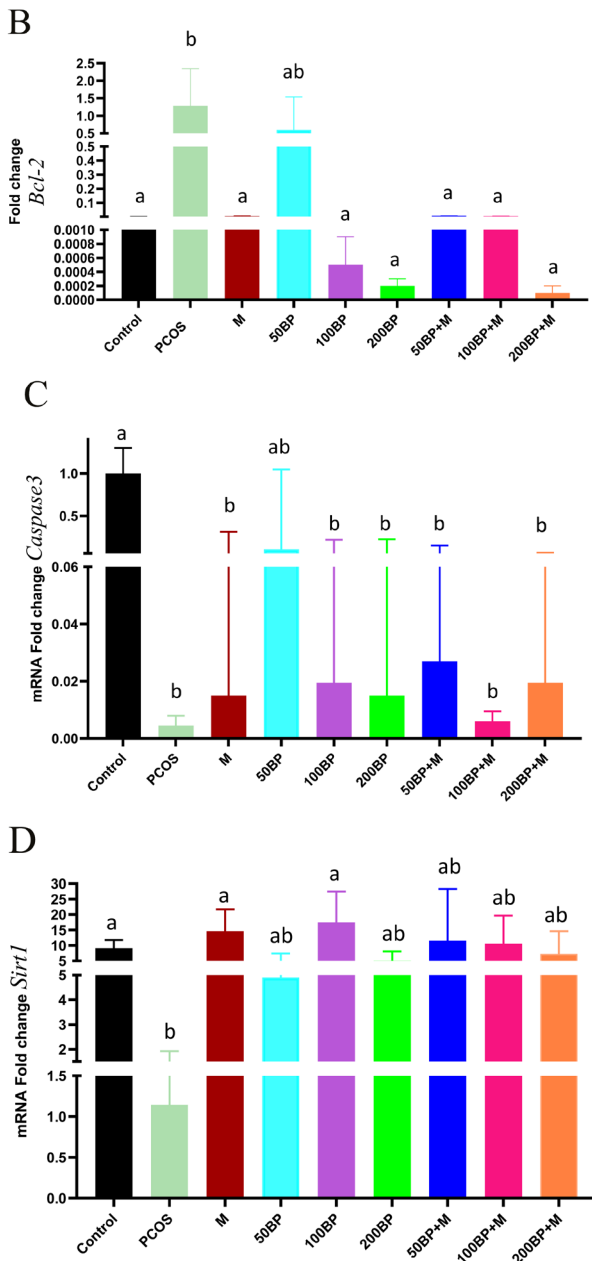 B
b
ab
a
a
a
a
a
a
a
2.5
2.0
1.5
1.0
0.5
0.5
0.4
0.3
0.2
0.1
0.0010
0.0008
0.0006
0.0004
0.0002
0.0000
Fold change
Bcl-2
Control
PCOS
M
50BP
100BP
200BP
50BP+M
100BP+M
200BP+M
C
a
b
b
ab
b
b
b
b
b
1.0
0.5
0.06
0.04
0.02
0.00
mRNA Fold change Caspase3
Control
PCOS
M
50BP
100BP
200BP
50BP+M
100BP+M
200BP+M
D
a
b
a
ab
a
ab
ab
ab
ab
30
25
20
15
10
5
5
4
3
2
1.5
1.0
0.5
0.0
mRNA Fold change Sirt1
Control
PCOS
M
50BP
100BP
200BP
50BP+M
100BP+M
200BP+M